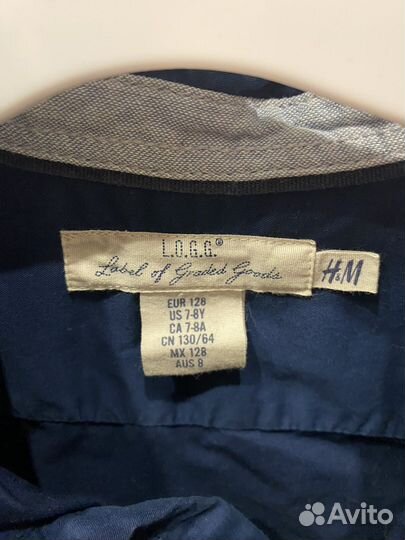 L.O.G.G.®
Label of Graded Goods
H&M
EUR 128
US 7-8Y
CA 7-8A
CN 130/64
MX 128
AUS 8
Avito